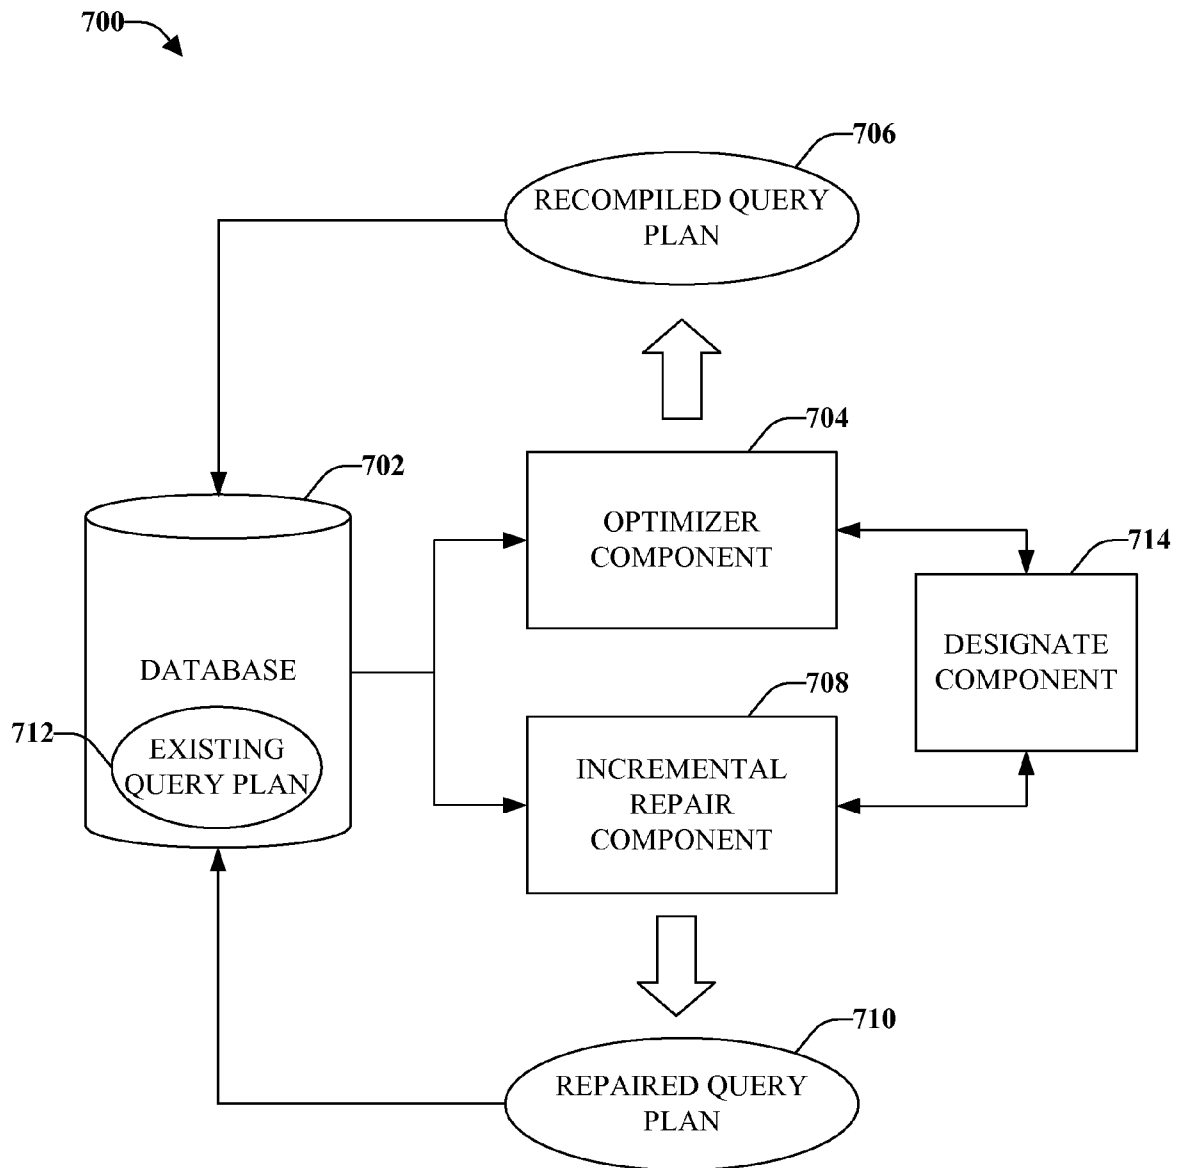 700
706
RECOMPILED QUERY
PLAN
704
702
OPTIMIZER
COMPONENT
714
DESIGNATE
COMPONENT
DATABASE
708
712
EXISTING
QUERY PLAN
INCREMENTAL
REPAIR
COMPONENT
710
REPAIRED QUERY
PLAN